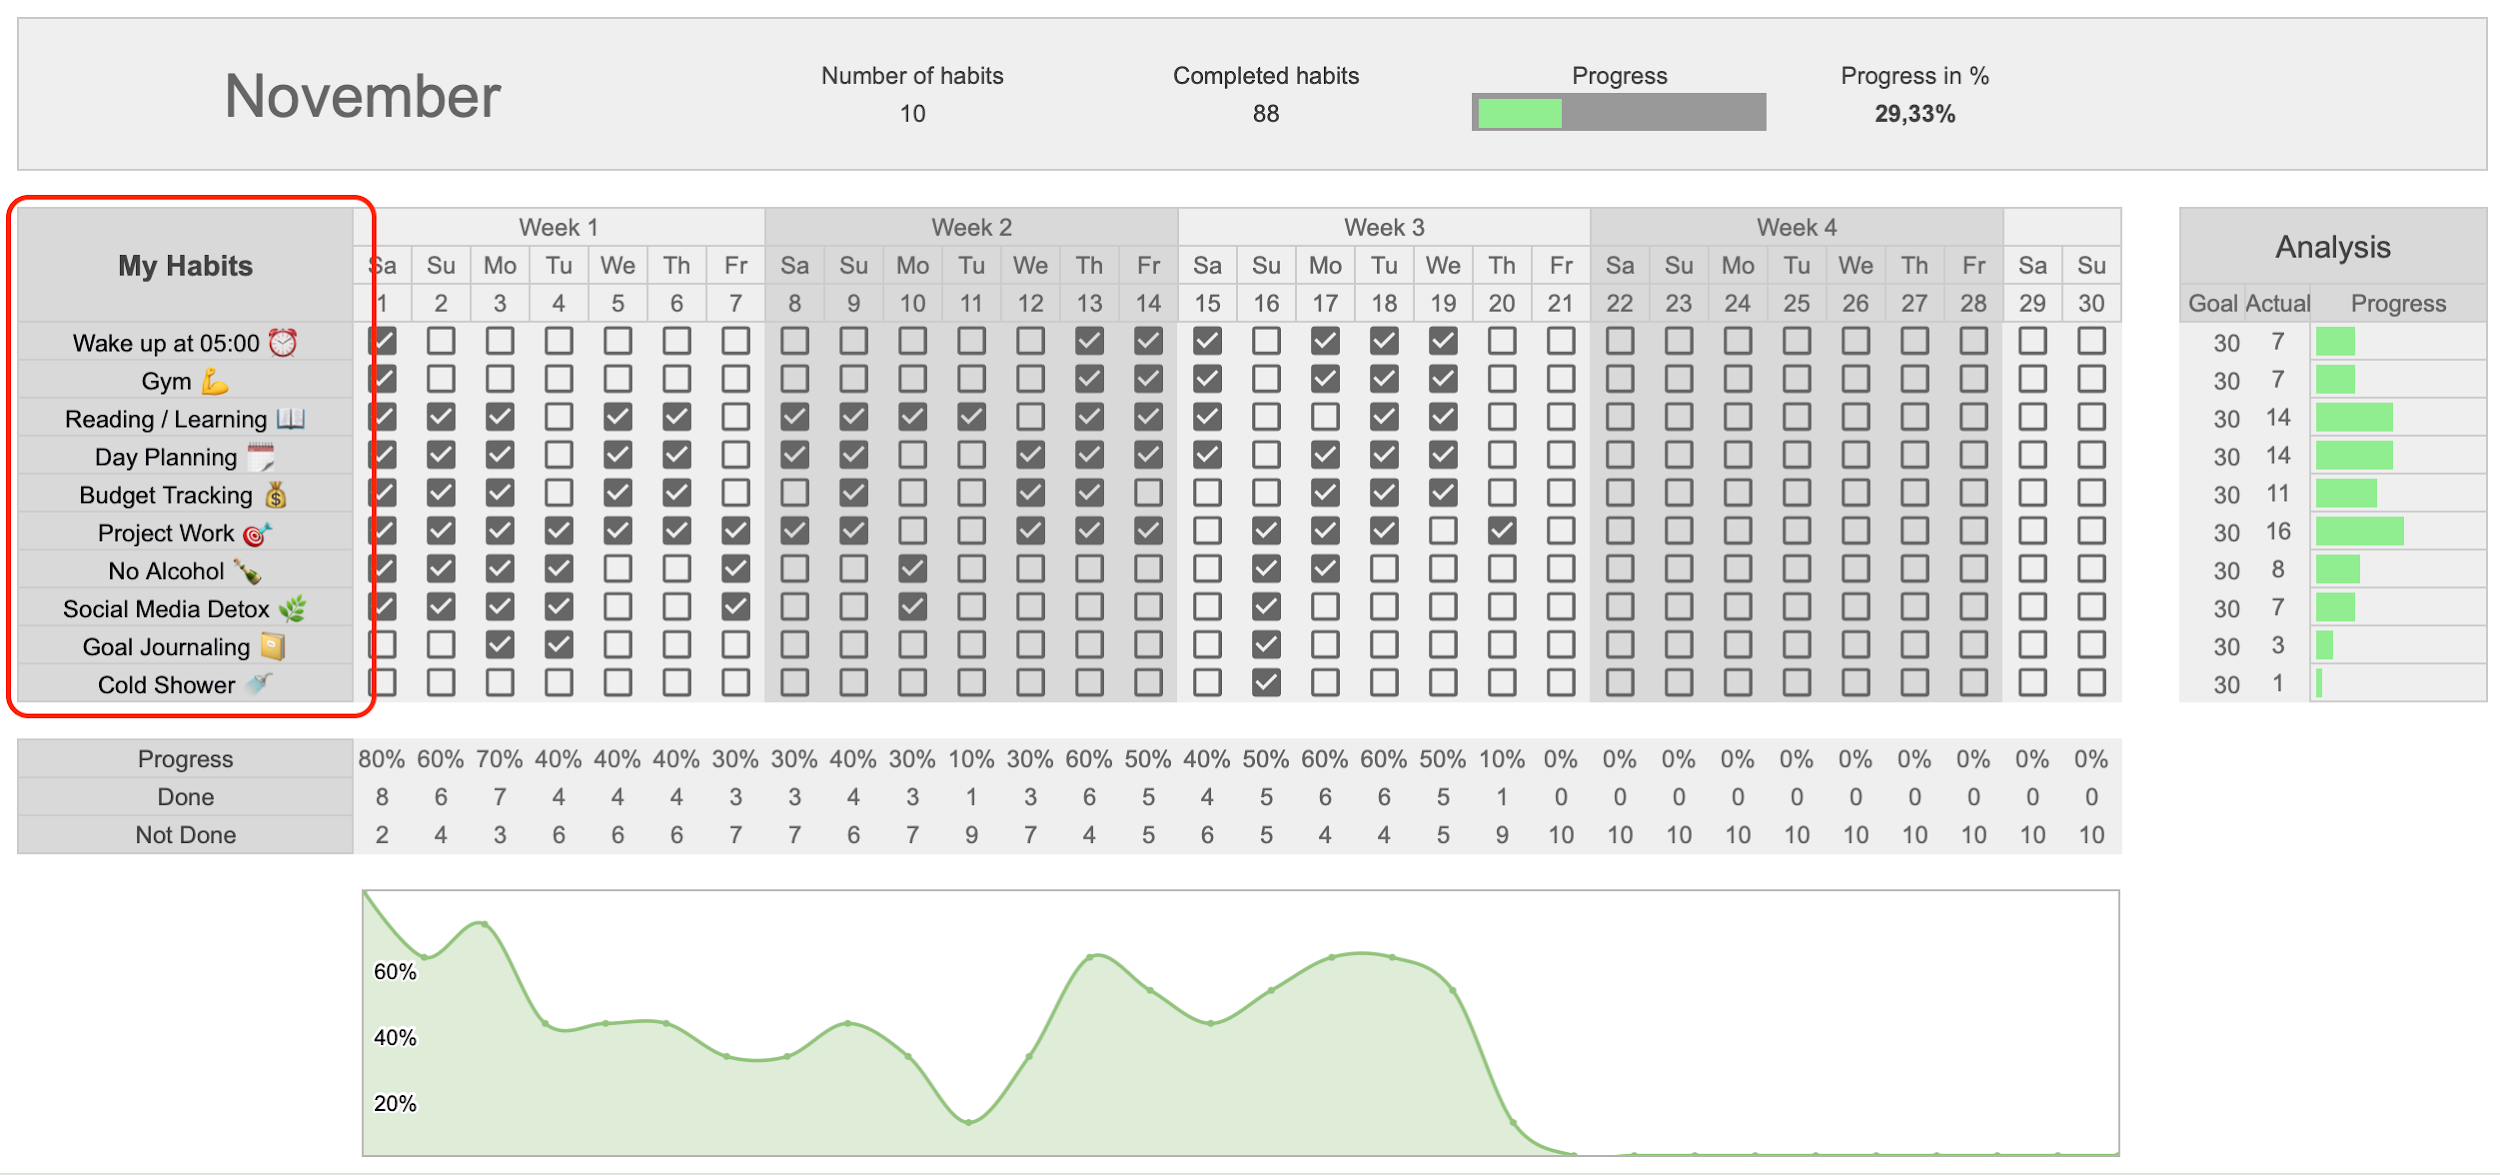 November
Number of habits Completed habits Progress Progress in %
10 88 29,33%
Week 1 Week 2 Week 3 Week 4
My Habits Sa Su Mo Tu We Th Fr Sa Su Mo Tu We Th Fr Sa Su Mo Tu We Th Fr Sa Su Mo Tu We Th Fr Sa Su Analysis
1 2 3 4 5 6 7 8 9 10 11 12 13 14 15 16 17 18 19 20 21 22 23 24 25 26 27 28 29 30 Goal Actual Progress
Wake up at 05:00 30 7
Gym 30 7
Reading / Learning 30 14
Day Planning 30 14
Budget Tracking 30 11
Project Work 30 16
No Alcohol 30 8
Social Media Detox 30 7
Goal Journaling 30 3
Cold Shower 30 1
Progress 80% 60% 70% 40% 40% 40% 30% 30% 40% 30% 10% 30% 60% 50% 40% 50% 60% 60% 50% 10% 0% 0% 0% 0% 0% 0% 0% 0% 0% 0%
Done 8 6 7 4 4 4 3 3 4 3 1 3 6 5 4 5 6 6 5 1 0 0 0 0 0 0 0 0 0 0
Not Done 2 4 3 6 6 6 7 7 6 7 9 7 4 5 6 5 4 4 5 9 10 10 10 10 10 10 10 10 10 10
60%
40%
20%